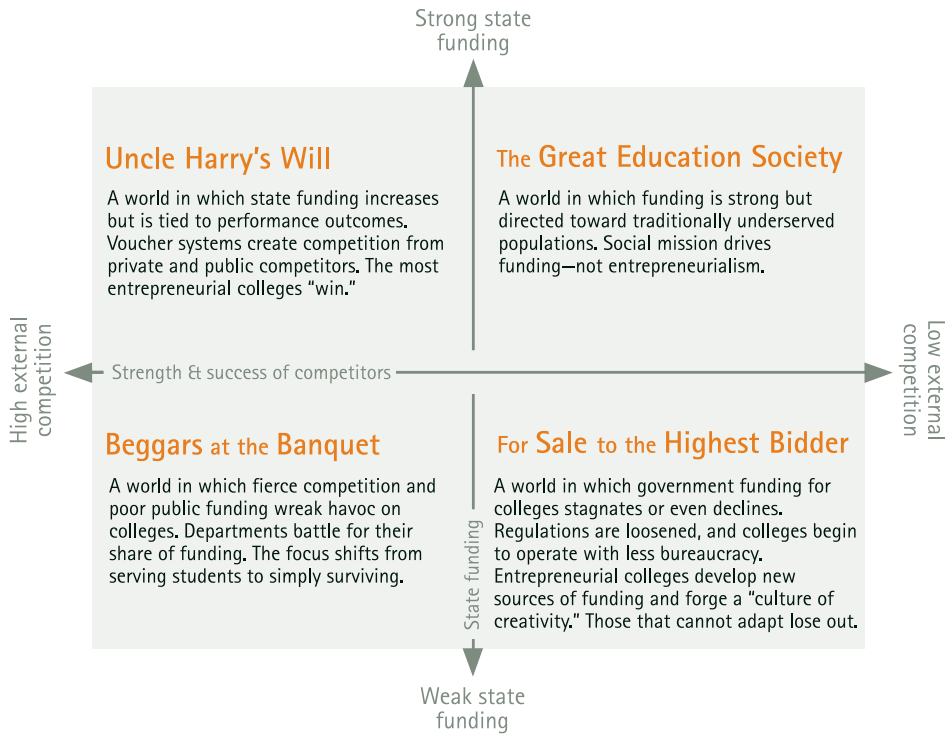 Strong state
funding
Uncle Harry's Will
A world in which state funding increases
but is tied to performance outcomes.
Voucher systems create competition from
private and public competitors. The most
entrepreneurial colleges “win.”
The Great Education Society
A world in which funding is strong but
directed toward traditionally underserved
populations. Social mission drives
funding—not entrepreneurialism.
High external
competition
Strength & success of competitors
Low external
competition
Beggars at the Banquet
A world in which fierce competition and
poor public funding wreak havoc on
colleges. Departments battle for their
share of funding. The focus shifts from
serving students to simply surviving.
State funding
For Sale to the Highest Bidder
A world in which government funding for
colleges stagnates or even declines.
Regulations are loosened, and colleges begin
to operate with less bureaucracy.
Entrepreneurial colleges develop new
sources of funding and forge a “culture of
creativity.” Those that cannot adapt lose out.
Weak state
funding